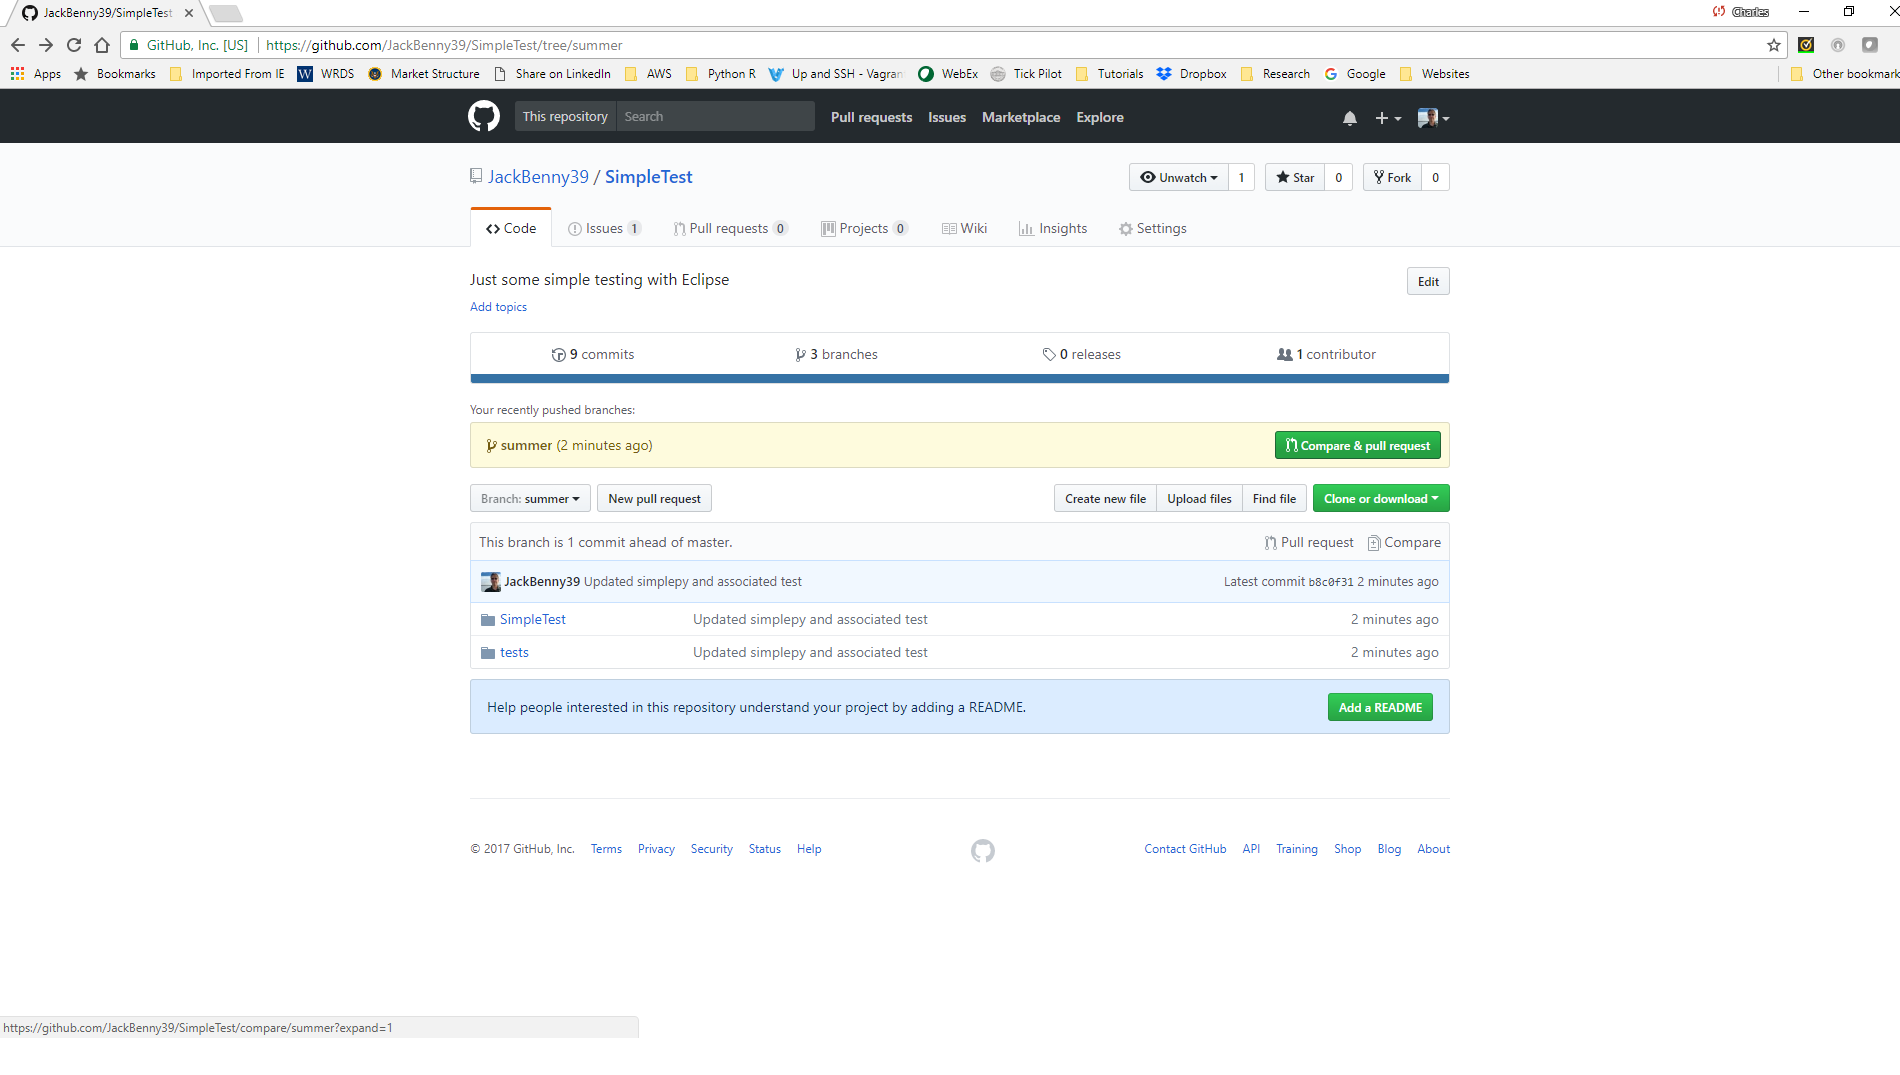 JackBenny39/SimpleTest
Charles
GitHub, Inc. [US] https://github.com/JackBenny39/SimpleTest/tree/summer
Apps Bookmarks Imported From IE WRDS Market Structure Share on LinkedIn AWS Python R Up and SSH - Vagran WebEx Tick Pilot Tutorials Dropbox Research Google Websites Other bookmark
This repository Search Pull requests Issues Marketplace Explore
JackBenny39 / SimpleTest Unwatch 1 Star 0 Fork 0
Code Issues 1 Pull requests 0 Projects 0 Wiki Insights Settings
Just some simple testing with Eclipse Edit
Add topics
9 commits 3 branches 0 releases 1 contributor
Your recently pushed branches:
summer (2 minutes ago) Compare & pull request
Branch: summer New pull request Create new file Upload files Find file Clone or download
This branch is 1 commit ahead of master. Pull request Compare
JackBenny39 Updated simplepy and associated test Latest commit b8c0f31 2 minutes ago
SimpleTest Updated simplepy and associated test 2 minutes ago
tests Updated simplepy and associated test 2 minutes ago
Help people interested in this repository understand your project by adding a README. Add a README
© 2017 GitHub, Inc. Terms Privacy Security Status Help Contact GitHub API Training Shop Blog About
https://github.com/JackBenny39/SimpleTest/compare/summer?expand=1